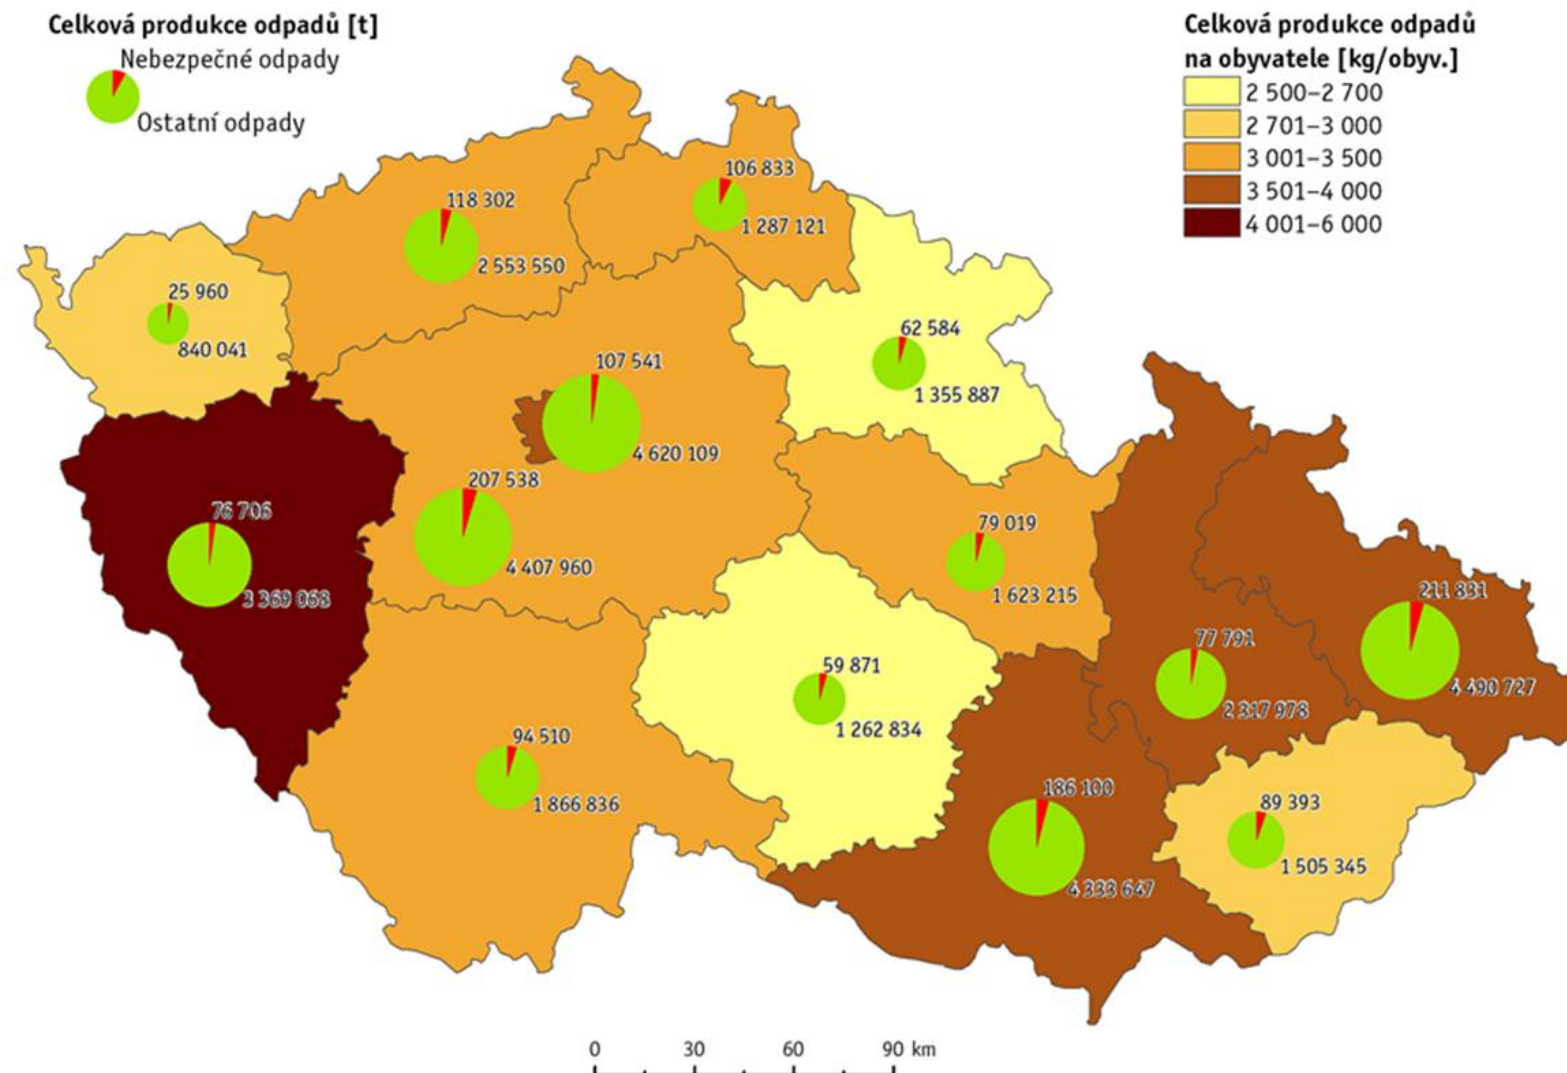 Celková produkce odpadů [t]
Nebezpečné odpady
Ostatní odpady
Celková produkce odpadů
na obyvatele [kg/obyv.]
2 500–2 700
2 701–3 000
3 001–3 500
3 501–4 000
4 001–6 000
106 833
1 287 121
118 302
2 553 550
25 960
840 041
62 584
1 355 887
107 541
4 620 109
207 538
4 407 960
76 706
3 369 068
79 019
1 623 215
211 831
4 490 727
77 791
2 317 978
59 871
1 262 834
94 510
1 866 836
186 100
4 333 647
89 393
1 505 345
0 30 60 90 km